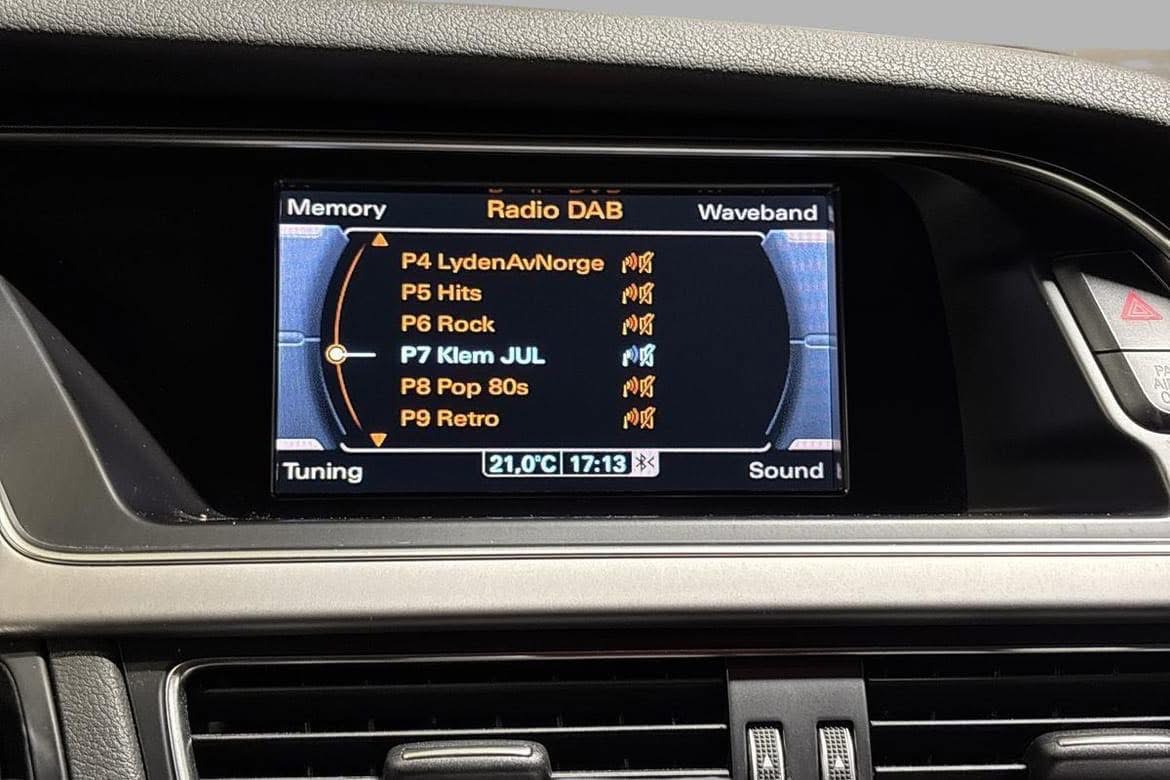 Memory
Radio DAB
Waveband
P4 LydenAvNorge
P5 Hits
P6 Rock
P7 Klem JUL
P8 Pop 80s
P9 Retro
Tuning
21,0°C 17:13
Sound